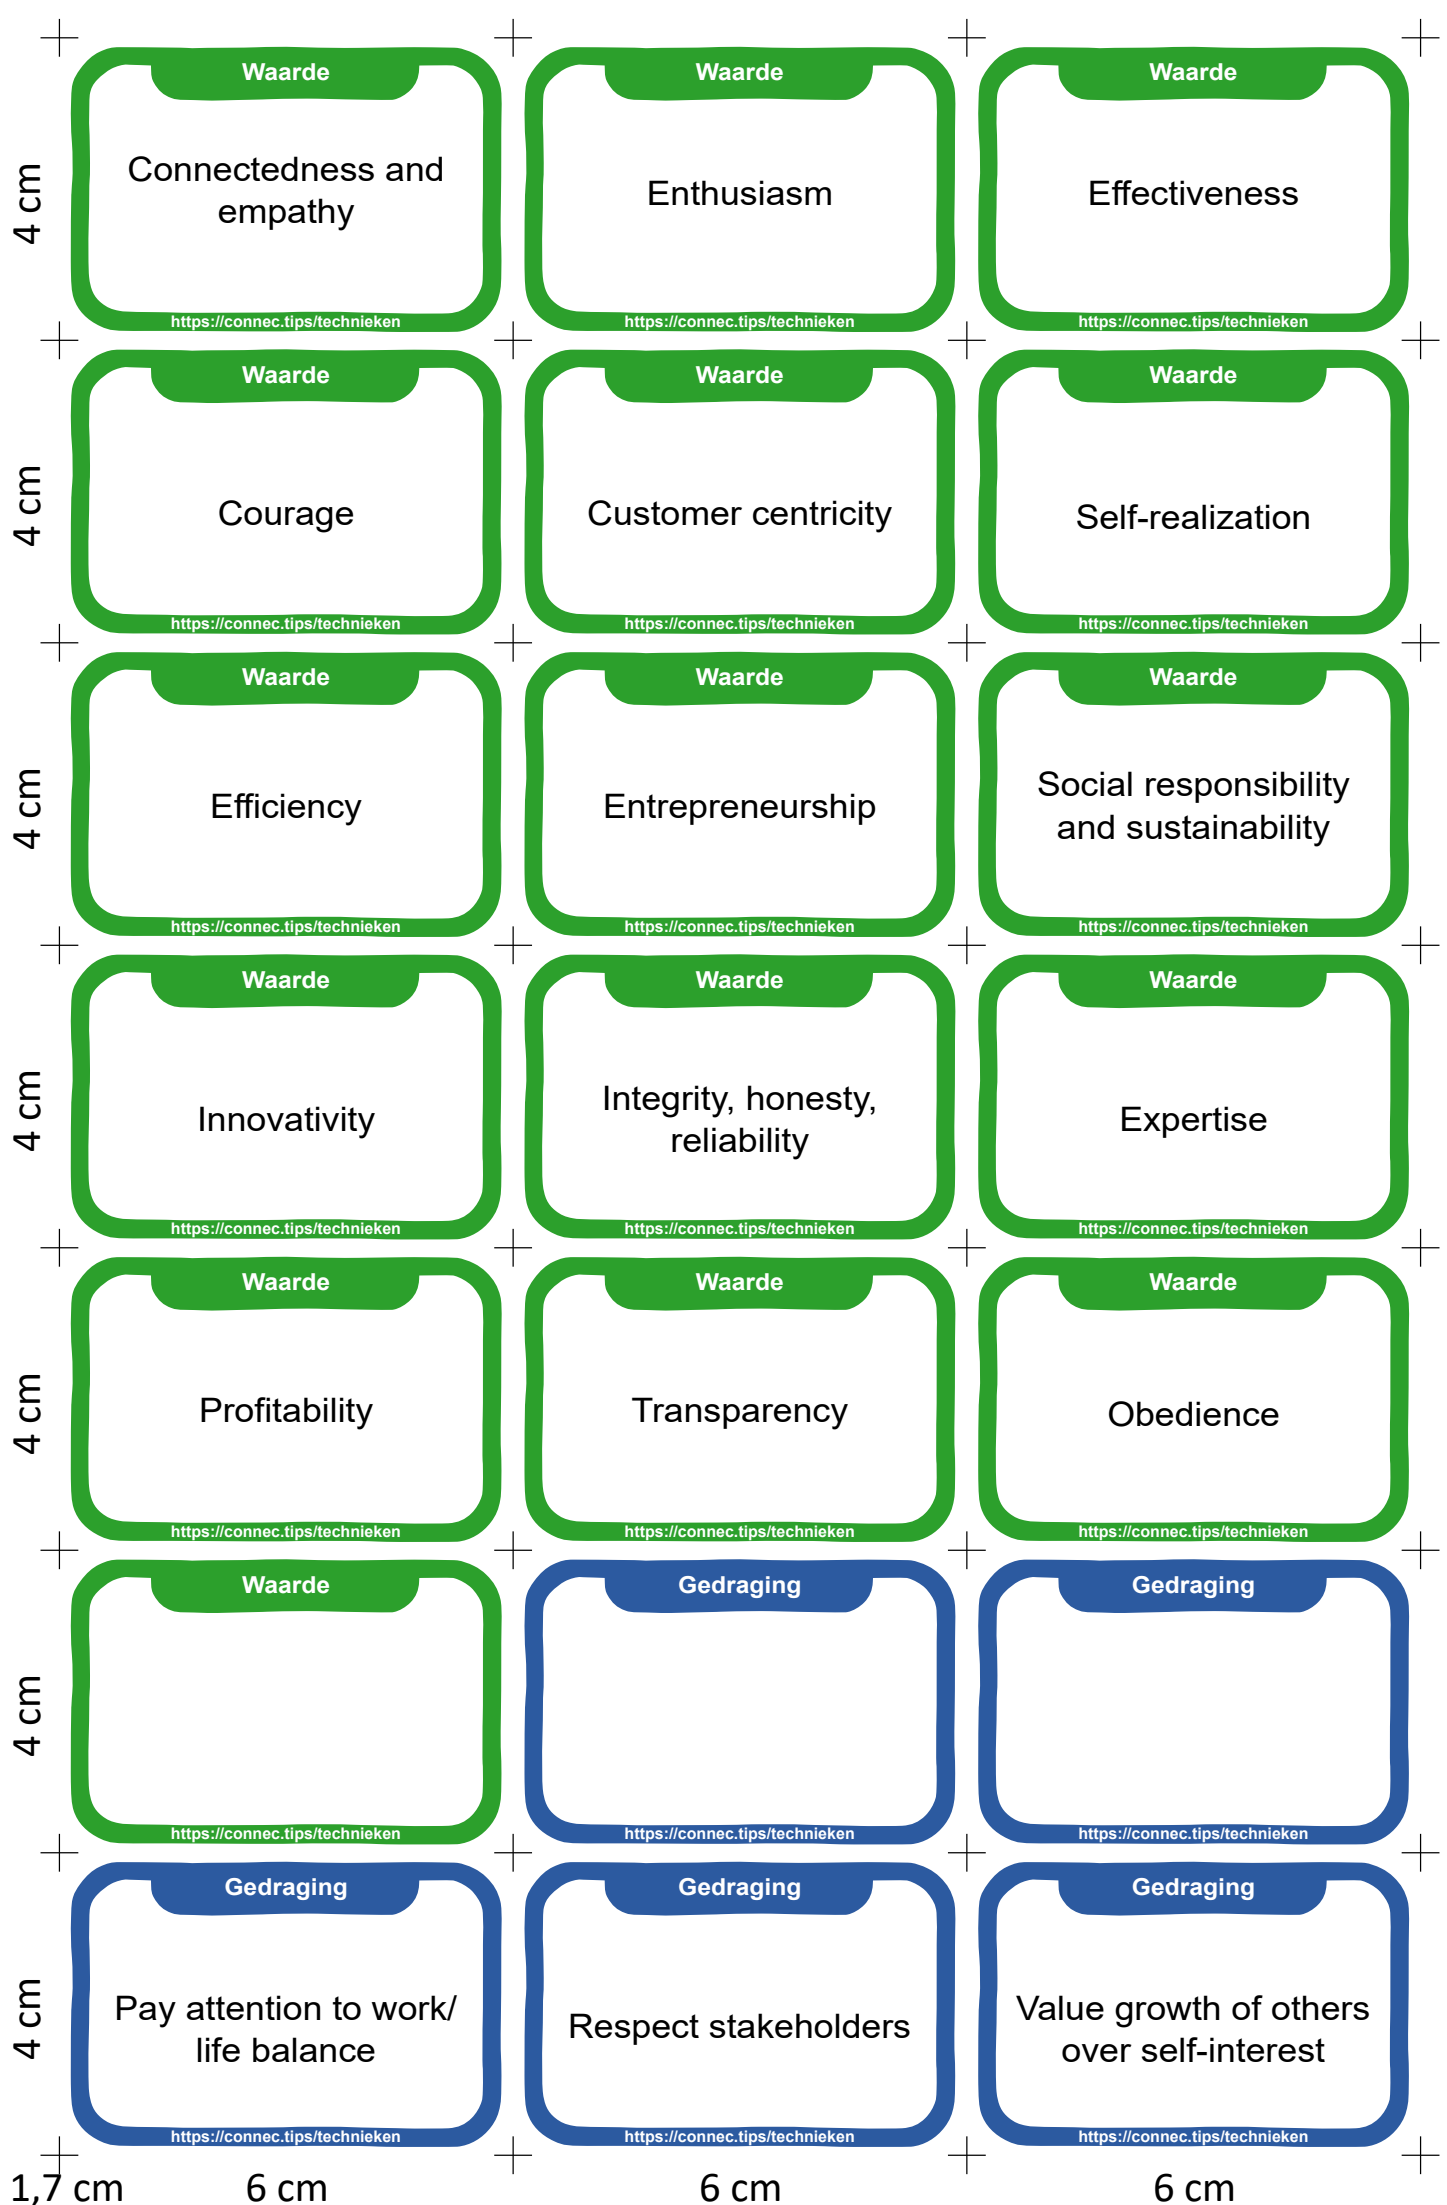 Waarde
Waarde
Waarde
4 cm
Connectedness and
empathy
Enthusiasm
Effectiveness
https://connec.tips/technieken
https://connec.tips/technieken
https://connec.tips/technieken
Waarde
Waarde
Waarde
4 cm
Courage
Customer centricity
Self-realization
https://connec.tips/technieken
https://connec.tips/technieken
https://connec.tips/technieken
Waarde
Waarde
Waarde
4 cm
Efficiency
Entrepreneurship
Social responsibility
and sustainability
https://connec.tips/technieken
https://connec.tips/technieken
https://connec.tips/technieken
Waarde
Waarde
Waarde
4 cm
Innovativity
Integrity, honesty,
reliability
Expertise
https://connec.tips/technieken
https://connec.tips/technieken
https://connec.tips/technieken
Waarde
Waarde
Waarde
4 cm
Profitability
Transparency
Obedience
https://connec.tips/technieken
https://connec.tips/technieken
https://connec.tips/technieken
Waarde
Gedraging
Gedraging
4 cm
https://connec.tips/technieken
https://connec.tips/technieken
https://connec.tips/technieken
Gedraging
Gedraging
Gedraging
4 cm
Pay attention to work/
life balance
Respect stakeholders
Value growth of others
over self-interest
https://connec.tips/technieken
https://connec.tips/technieken
https://connec.tips/technieken
1,7 cm
6 cm
6 cm
6 cm